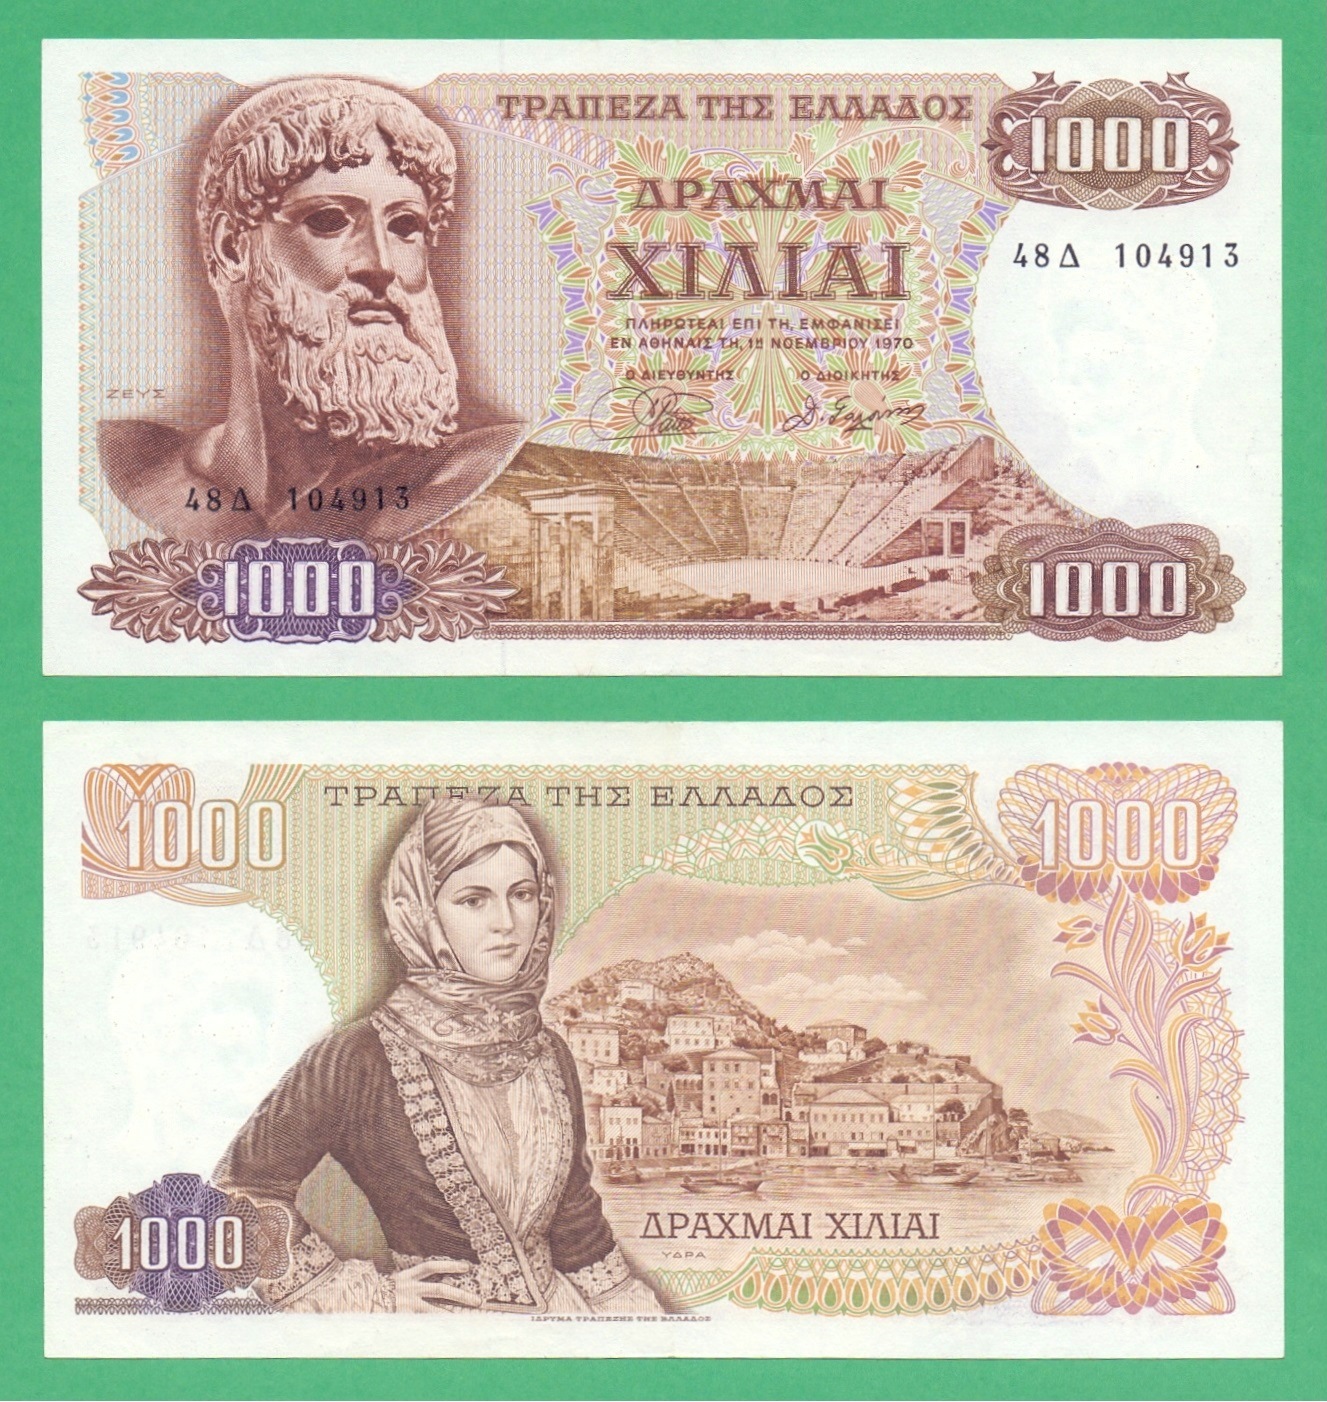 ΤΡΑΠΕΖΑ ΤΗΣ ΕΛΛΑΔΟΣ
1000
ΔΡΑΧΜΑΙ
ΧΙΛΙΑΙ
48Δ 104913
ΠΛΗΡΩΤΕΑΙ ΕΠΙ ΤΗ, ΕΜΦΑΝΙΣΕΙ
ΕΝ ΑΘΗΝΑΙΣ ΤΗ, 1Η ΝΟΕΜΒΡΙΟΥ 1970
Ο ΔΙΕΥΘΥΝΤΗΣ Ο ΔΙΟΙΚΗΤΗΣ
ΖΕΥΣ
48Δ 104913
1000
1000
1000
ΤΡΑΠΕΖΑ ΤΗΣ ΕΛΛΑΔΟΣ
1000
ΔΡΑΧΜΑΙ ΧΙΛΙΑΙ
ΥΔΡΑ
1000
ΙΔΡΥΜΑ ΤΡΑΠΕΖΗΣ ΤΗΣ ΕΛΛΑΔΟΣ